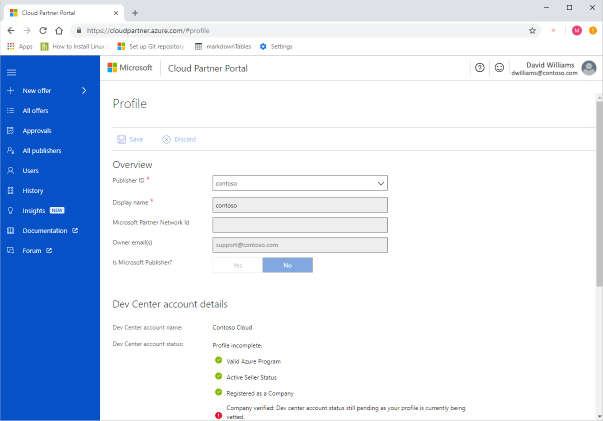 Cloud Partner Portal
https://cloudpartner.azure.com/#profile
M
Apps
How to Install Linux
Set up Git repository
markdownTables
Settings
Microsoft
Cloud Partner Portal
David Williams
dwilliams@contoso.com
New offer
All offers
Approvals
All publishers
Users
History
Insights NEW
Documentation
Forum
Profile
Save
Discard
Overview
Publisher ID *
contoso
Display name *
contoso
Microsoft Partner Network Id
Owner email(s)
support@contoso.com
Is Microsoft Publisher?
Yes
No
Dev Center account details
Dev Center account name:
Contoso Cloud
Dev Center account status:
Profile incomplete.
Valid Azure Program
Active Seller Status
Registered as a Company
Company verified: Dev center account status still pending as your profile is currently being
vetted.